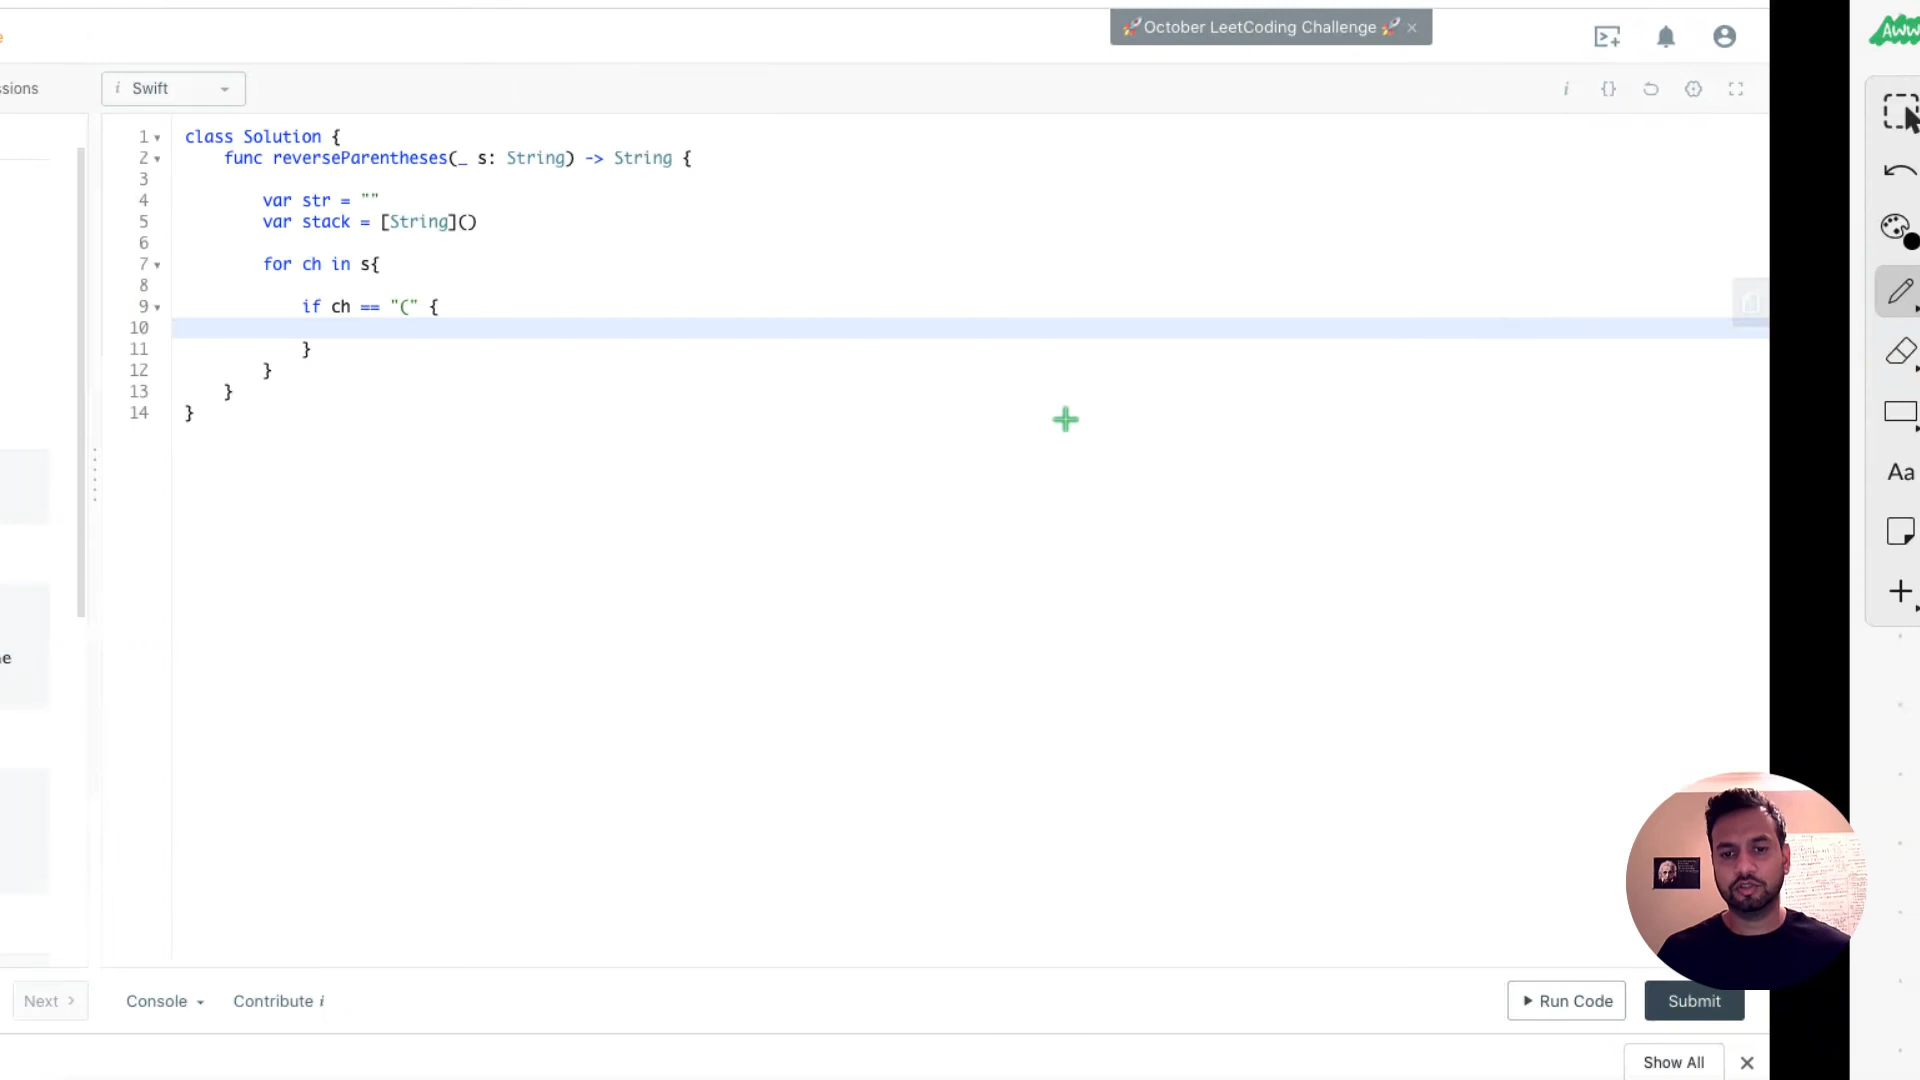 🚀October LeetCoding Challenge 🚀 ×
Aww
ssions
i Swift
i {}
1 class Solution {
2 func reverseParentheses(_ s: String) -> String {
3
4 var str = ""
5 var stack = [String]()
6
7 for ch in s{
8
9 if ch == "(" {
10
11 }
12 }
13 }
14 }
Aa
e
Next >
Console
Contribute i
Run Code
Submit
Show All